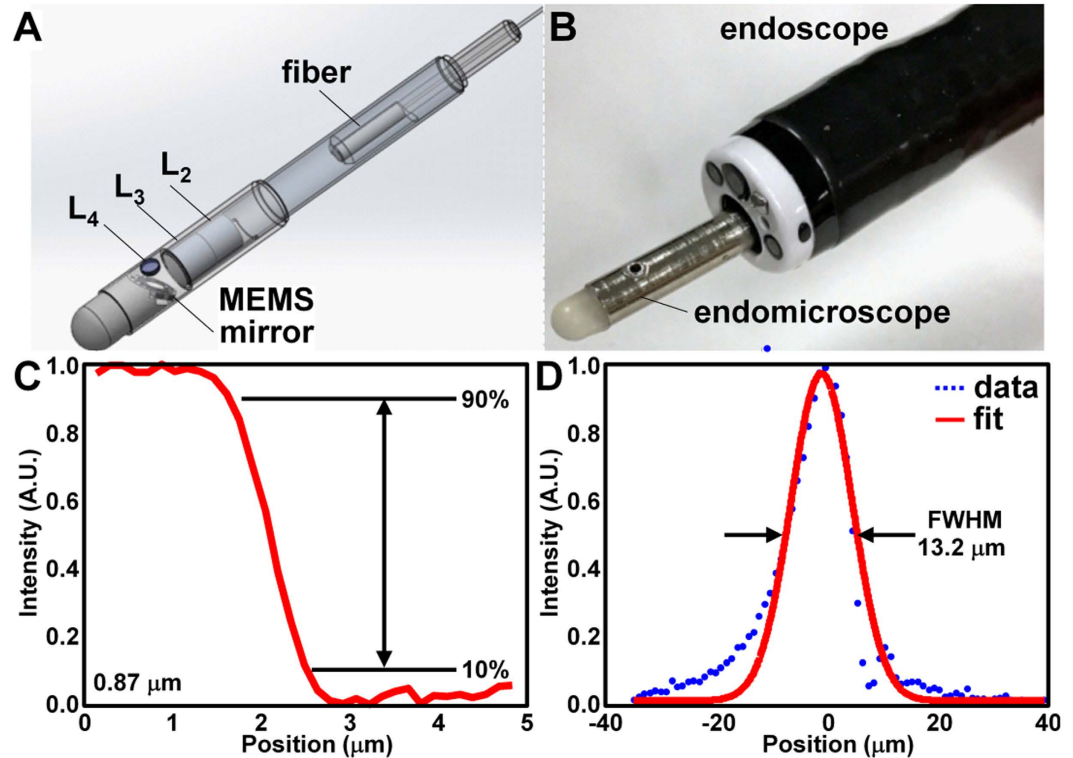 A
fiber
L2
L3
L4
MEMS
mirror
B
endoscope
endomicroscope
C
Intensity (A.U.)
1.0
0.8
0.6
0.4
0.2
0.0
90%
10%
0.87 μm
0 1 2 3 4 5
Position (μm)
D
Intensity (A.U.)
1.0
0.8
0.6
0.4
0.2
0.0
data
fit
FWHM
13.2 μm
-40 -20 0 20 40
Position (μm)